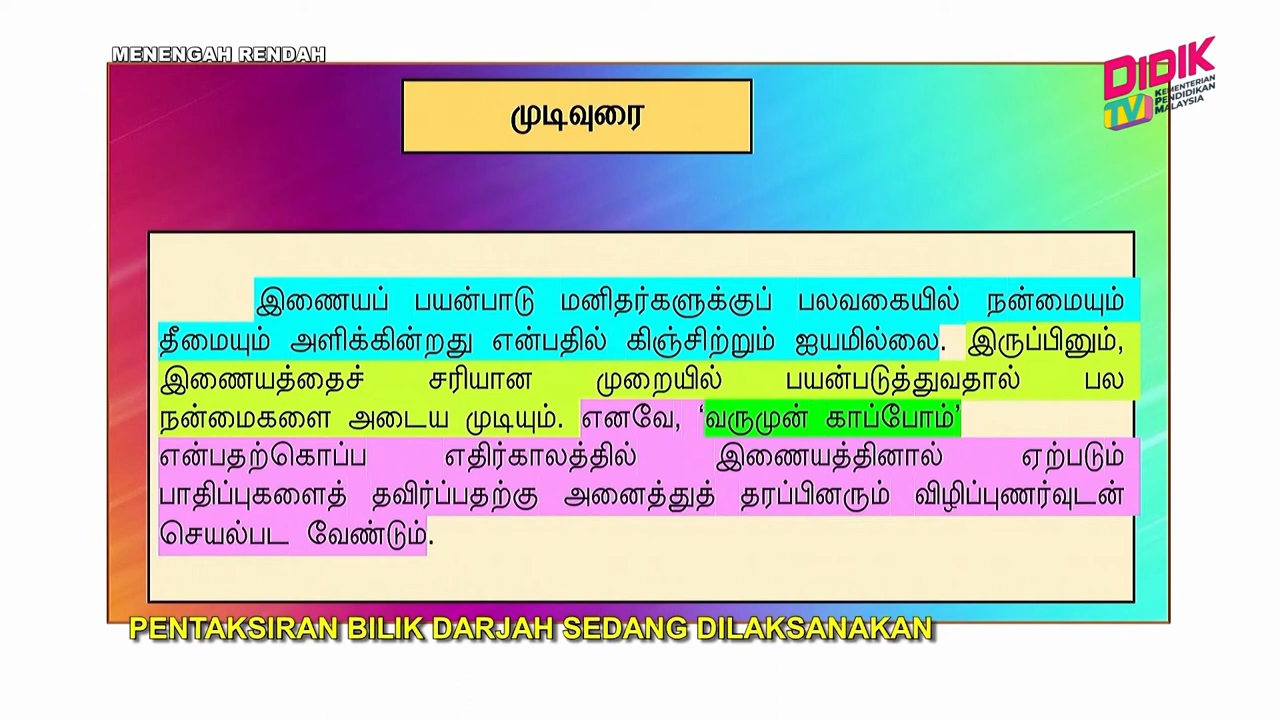 MENENGAH RENDAH
DIDIK
TV
KEMENTERIAN
PENDIDIKAN
MALAYSIA
முடிவுரை
இணையப் பயன்பாடு மனிதர்களுக்குப் பலவகையில் நன்மையும்
தீமையும் அளிக்கின்றது என்பதில் கிஞ்சிற்றும் ஐயமில்லை. இருப்பினும்,
இணையத்தைச் சரியான முறையில் பயன்படுத்துவதால் பல
நன்மைகளை அடைய முடியும். எனவே, ‘வருமுன் காப்போம்’
என்பதற்கொப்ப எதிர்காலத்தில் இணையத்தினால் ஏற்படும்
பாதிப்புகளைத் தவிர்ப்பதற்கு அனைத்துத் தரப்பினரும் விழிப்புணர்வுடன்
செயல்பட வேண்டும்.
PENTAKSIRAN BILIK DARJAH SEDANG DILAKSANAKAN